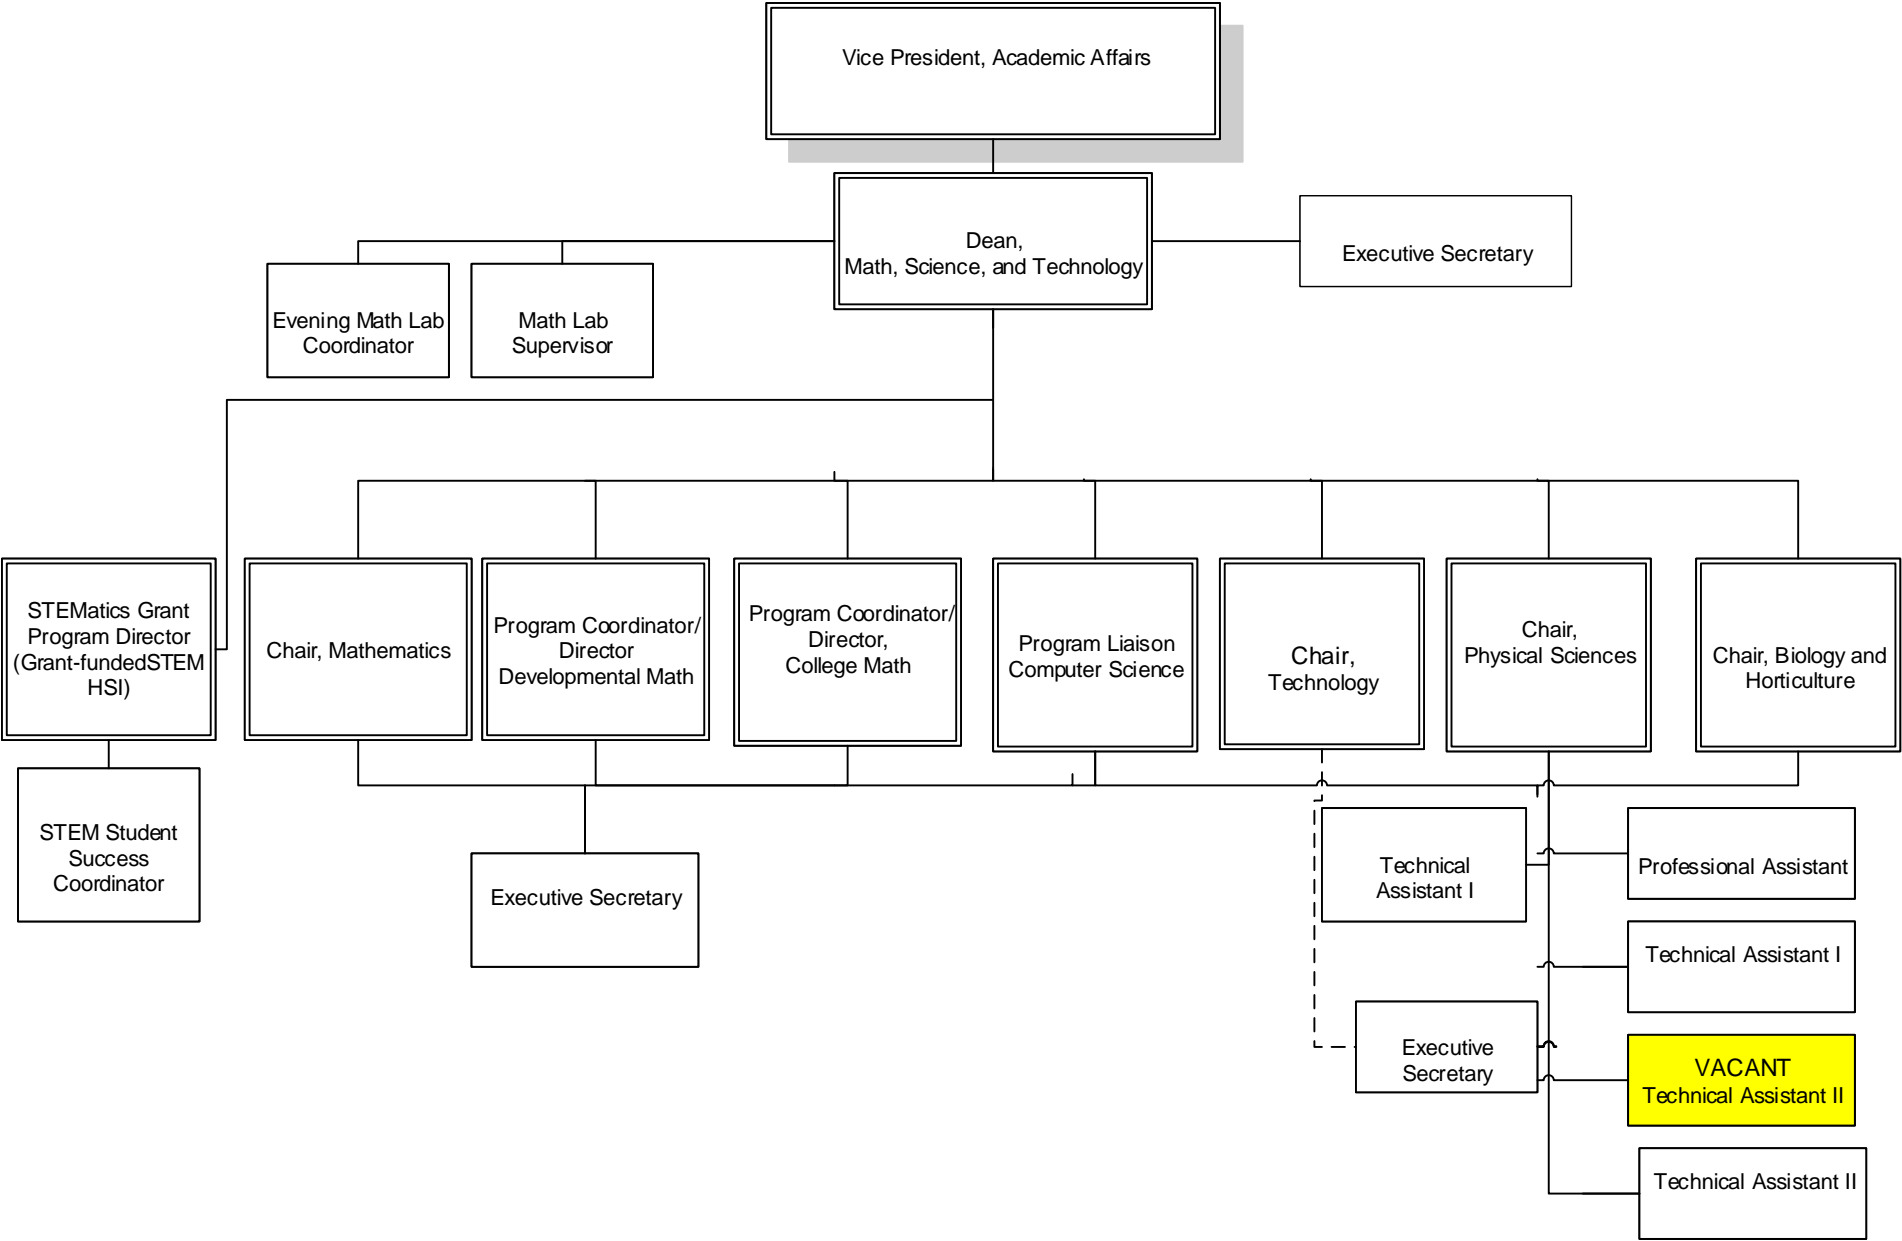 Vice President, Academic Affairs
Dean,
Math, Science, and Technology
Executive Secretary
Evening Math Lab
Coordinator
Math Lab
Supervisor
STEMatics Grant
Program Director
(Grant-fundedSTEM
HSI)
Chair, Mathematics
Program Coordinator/
Director
Developmental Math
Program Coordinator/
Director,
College Math
Program Liaison
Computer Science
Chair,
Technology
Chair,
Physical Sciences
Chair, Biology and
Horticulture
STEM Student
Success
Coordinator
Executive Secretary
Technical
Assistant I
Professional Assistant
Technical Assistant I
Executive
Secretary
VACANT
Technical Assistant II
Technical Assistant II